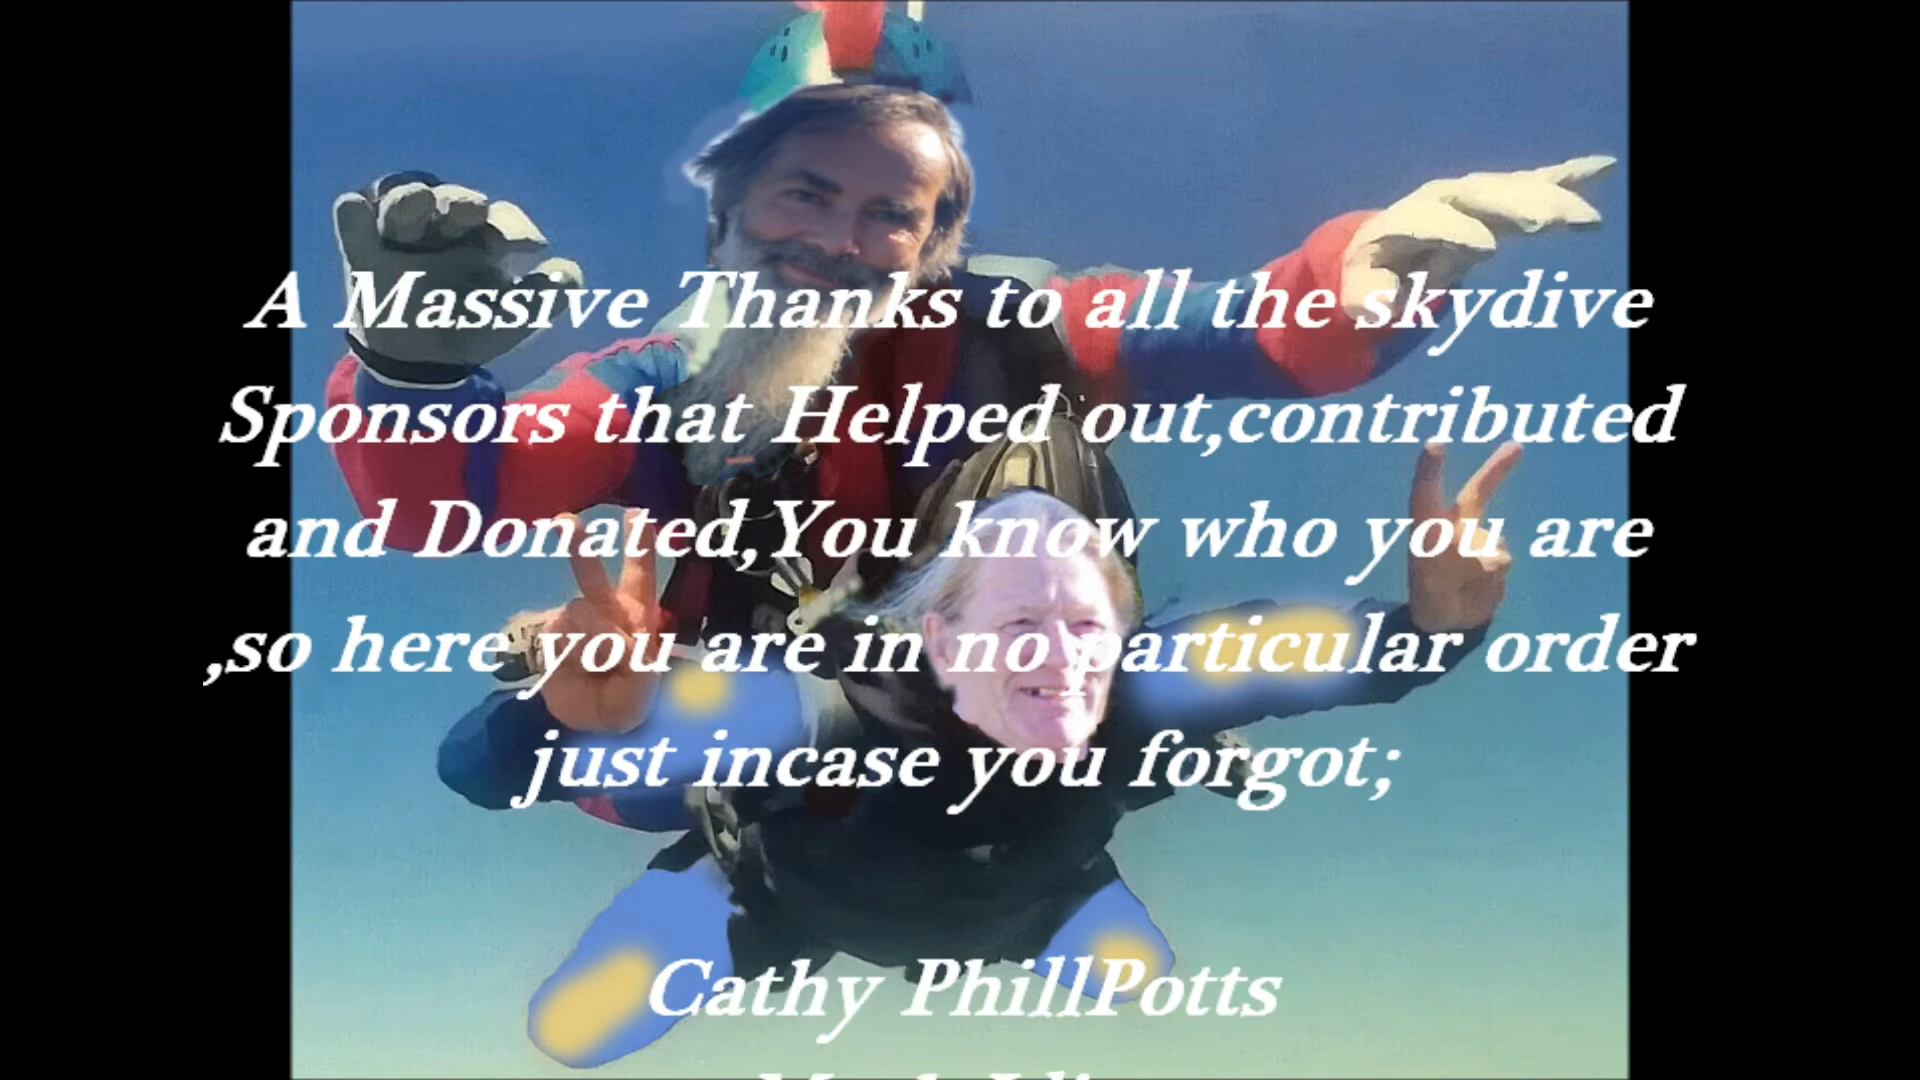 A Massive Thanks to all the skydive
Sponsors that Helped out,contributed
and Donated,You know who you are
,so here you are in no particular order
just incase you forgot;
Cathy PhillPotts